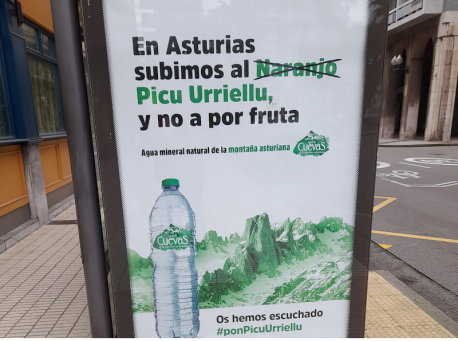 En Asturias
subimos al Naranjo
Picu Urriellu,
y no a por fruta
Agua mineral natural de la montaña asturiana
CUEVAS
CUEVAS
Os hemos escuchado
#ponPicuUrriellu